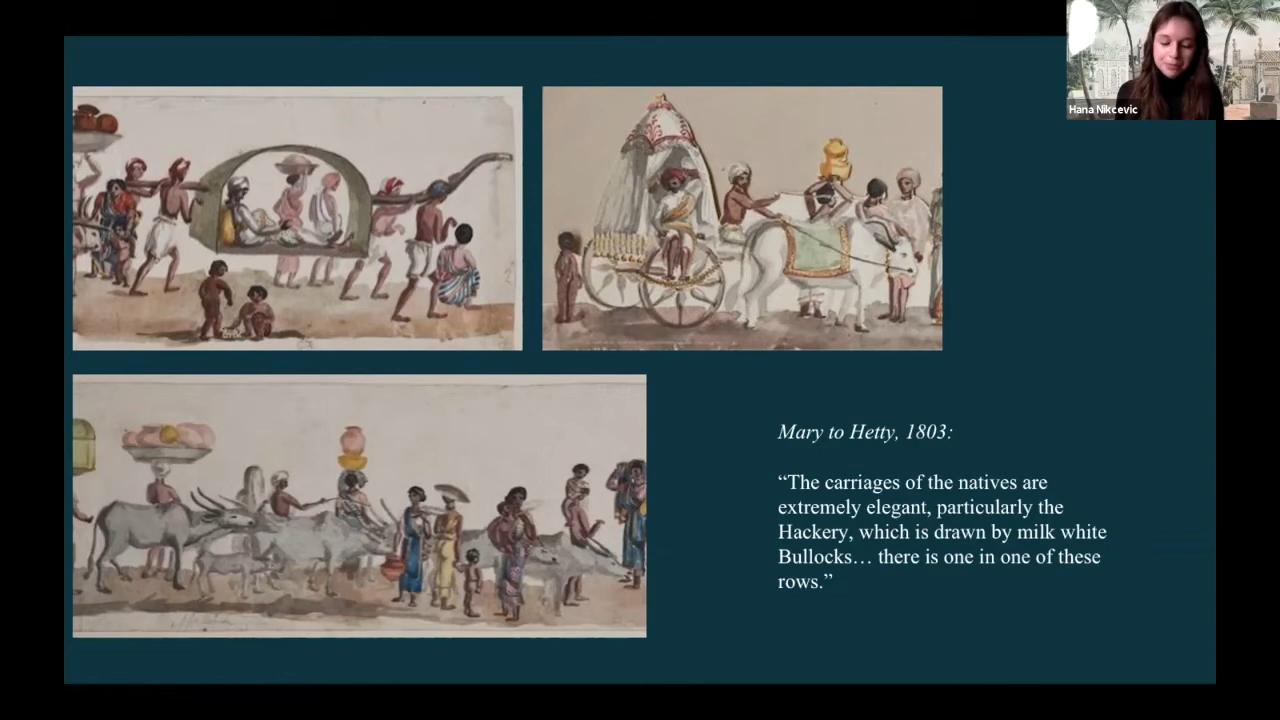 Hana Nikcevic
Mary to Hetty, 1803:
“The carriages of the natives are
extremely elegant, particularly the
Hackery, which is drawn by milk white
Bullocks… there is one in one of these
rows.”